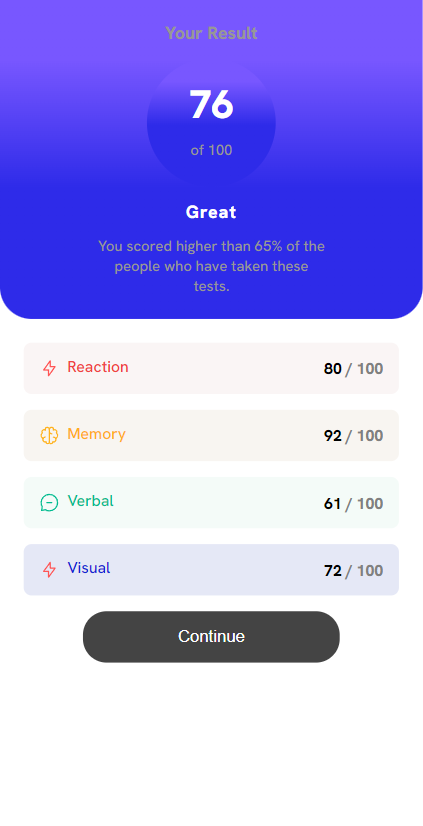 Your Result
76
of 100
Great
You scored higher than 65% of the
people who have taken these
tests.
Reaction 80 / 100
Memory 92 / 100
Verbal 61 / 100
Visual 72 / 100
Continue